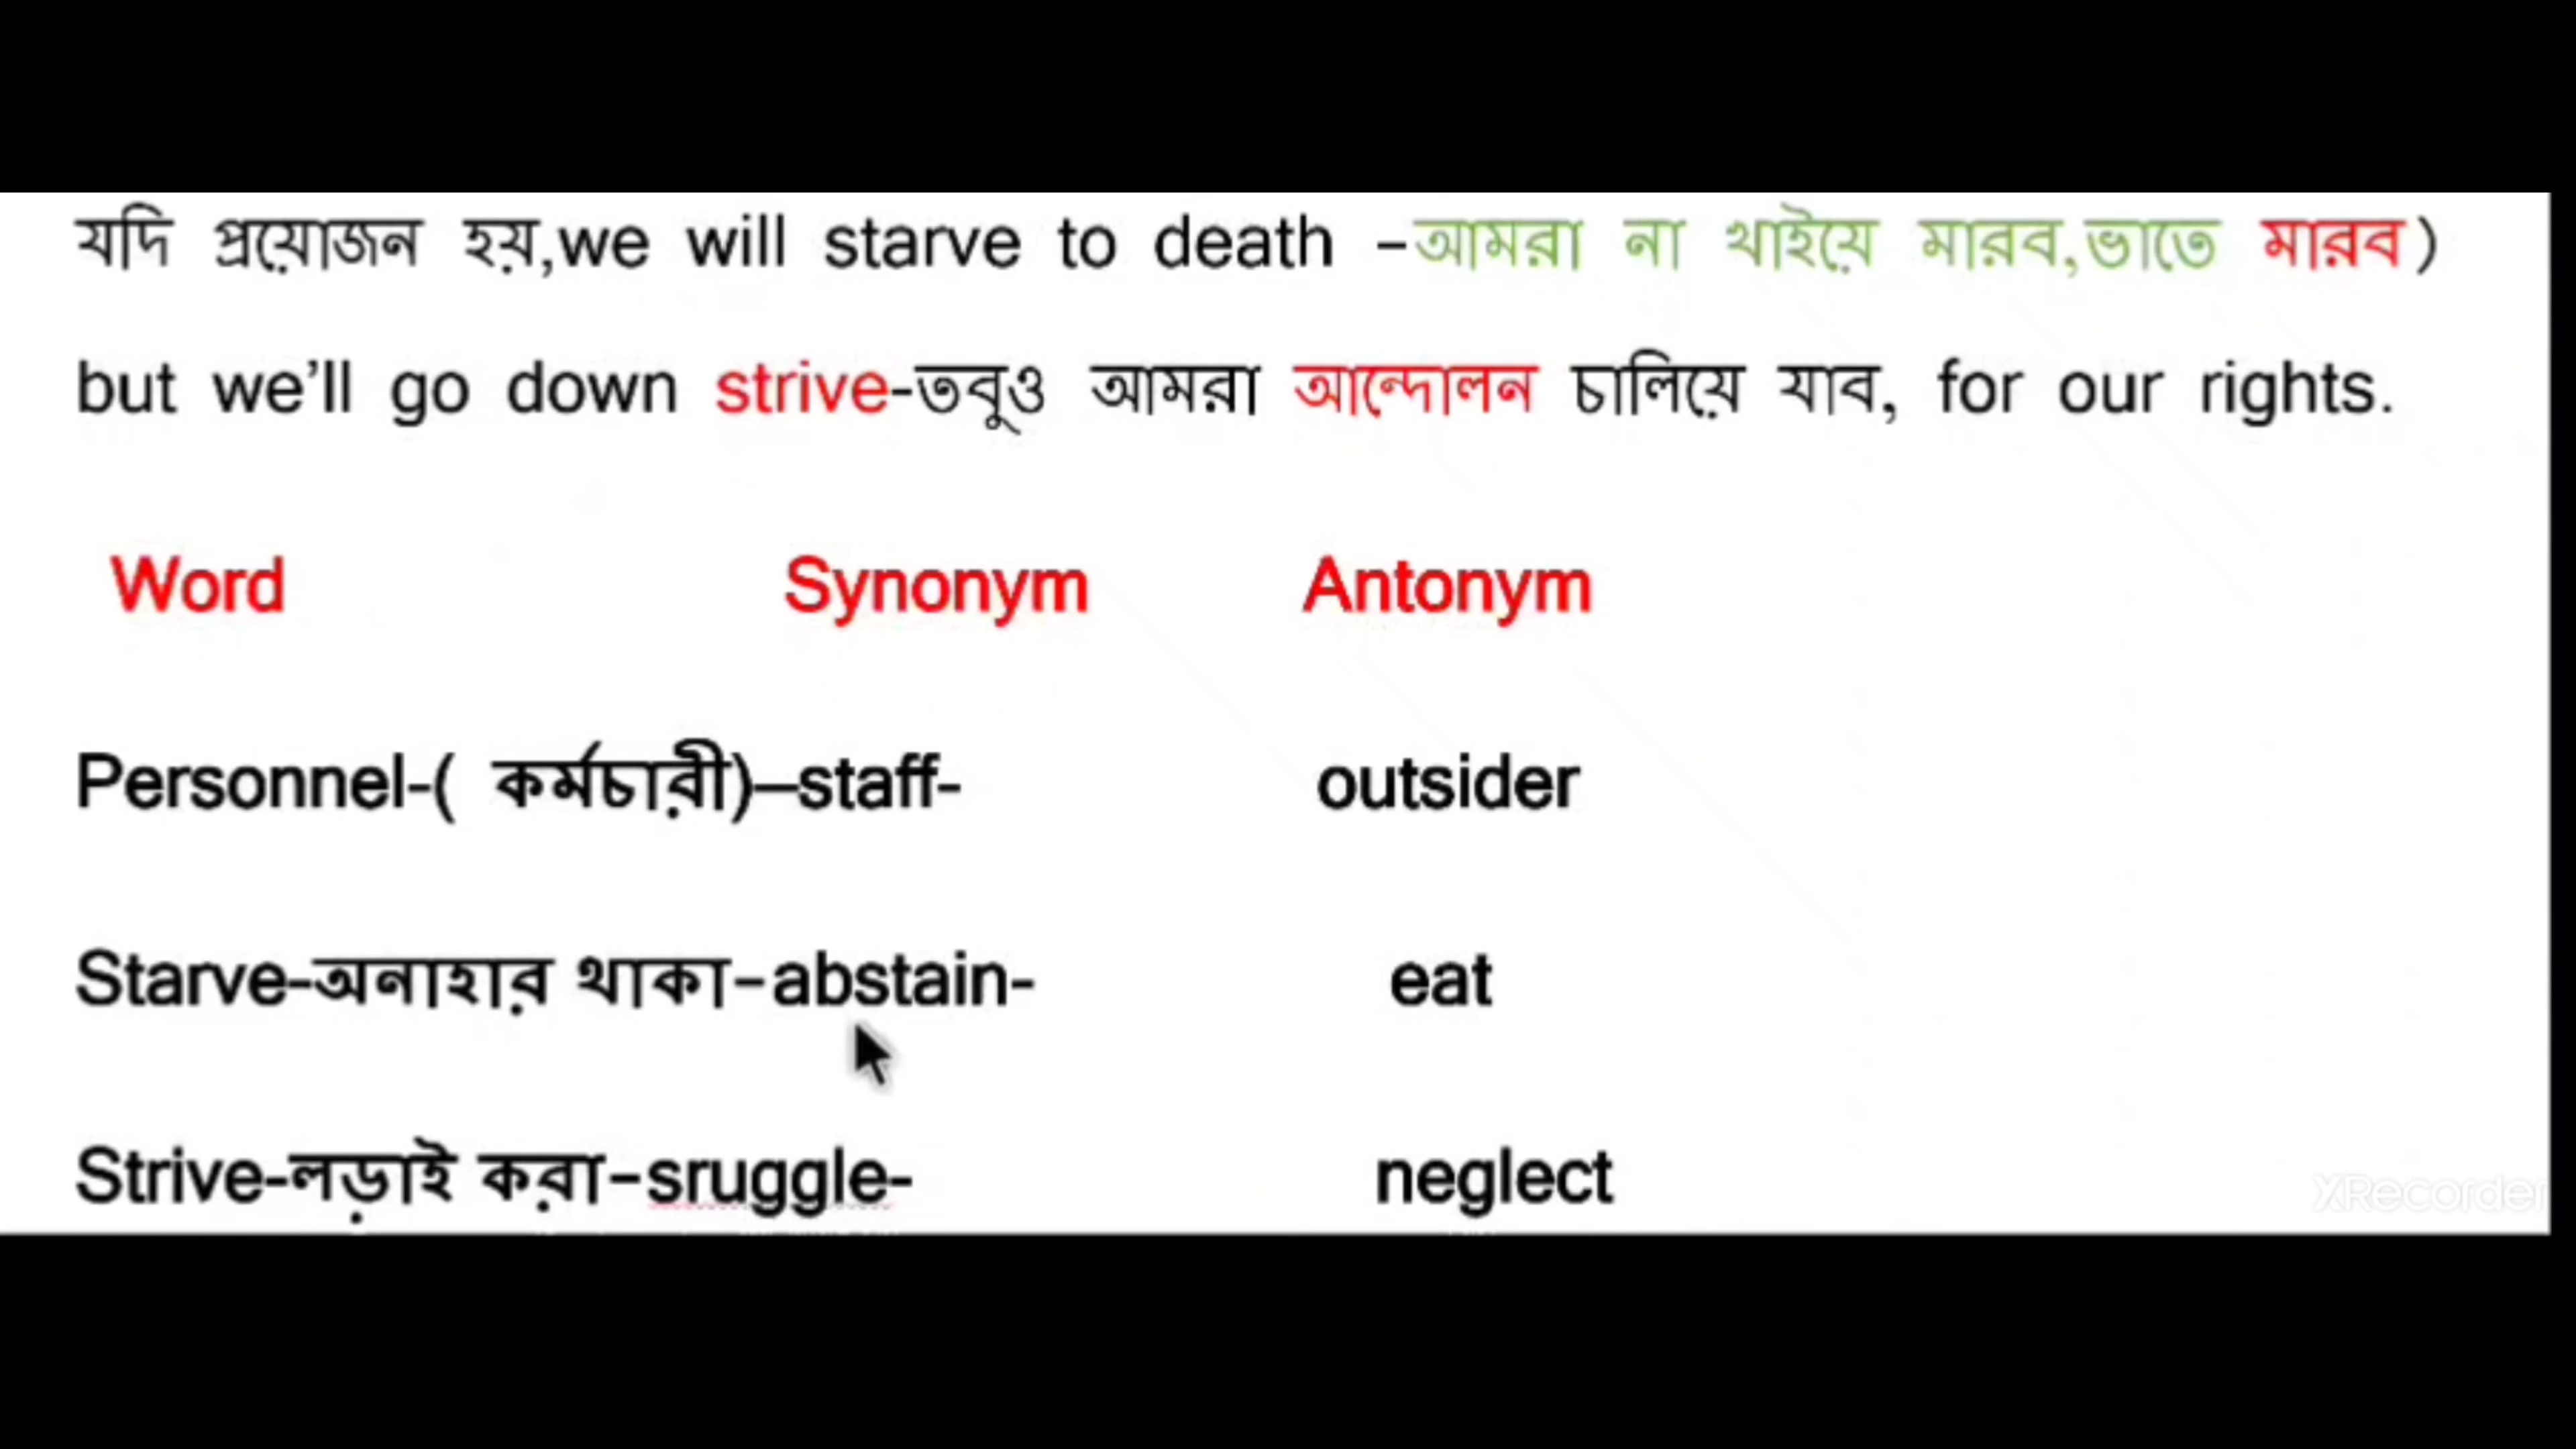 যদি প্রয়োজন হয়,we will starve to death –আমরা না খাইয়ে মারব,ভাতে মারব)
but we’ll go down strive-তবুও আমরা আন্দোলন চালিয়ে যাব, for our rights.
Word Synonym Antonym
Personnel-( কর্মচারী)–staff- outsider
Starve-অনাহার থাকা-abstain- eat
Strive-লড়াই করা-sruggle- neglect
XRecorder